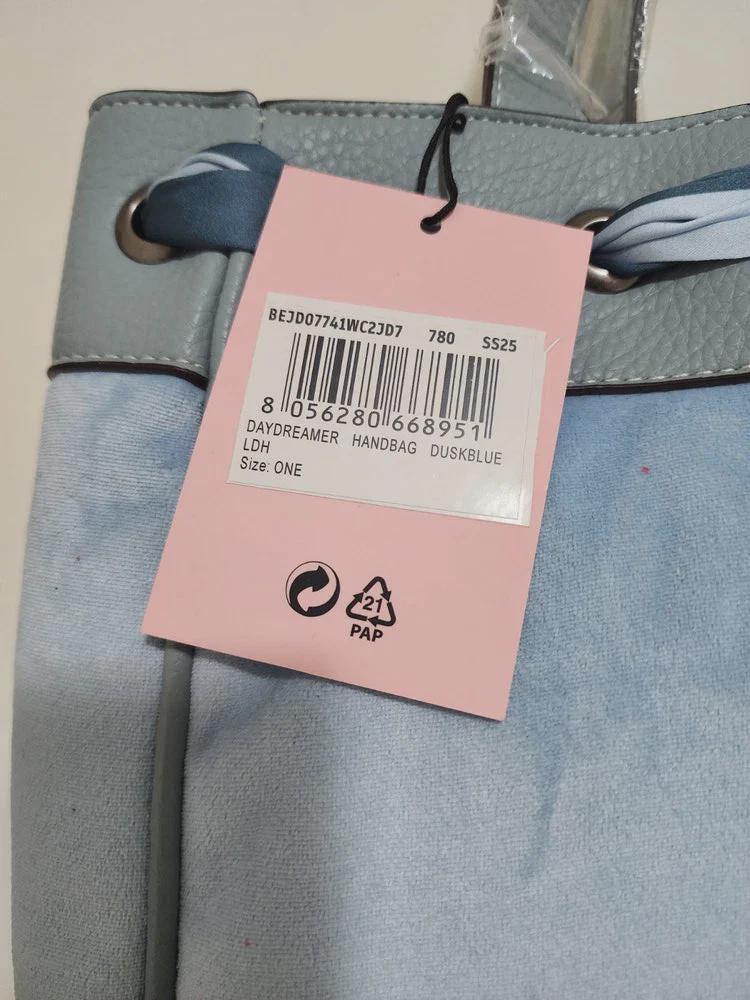 BEJD07741WC2JD7 780 SS25
8 056280 668951
DAYDREAMER HANDBAG DUSKBLUE
LDH
Size: ONE
21
PAP